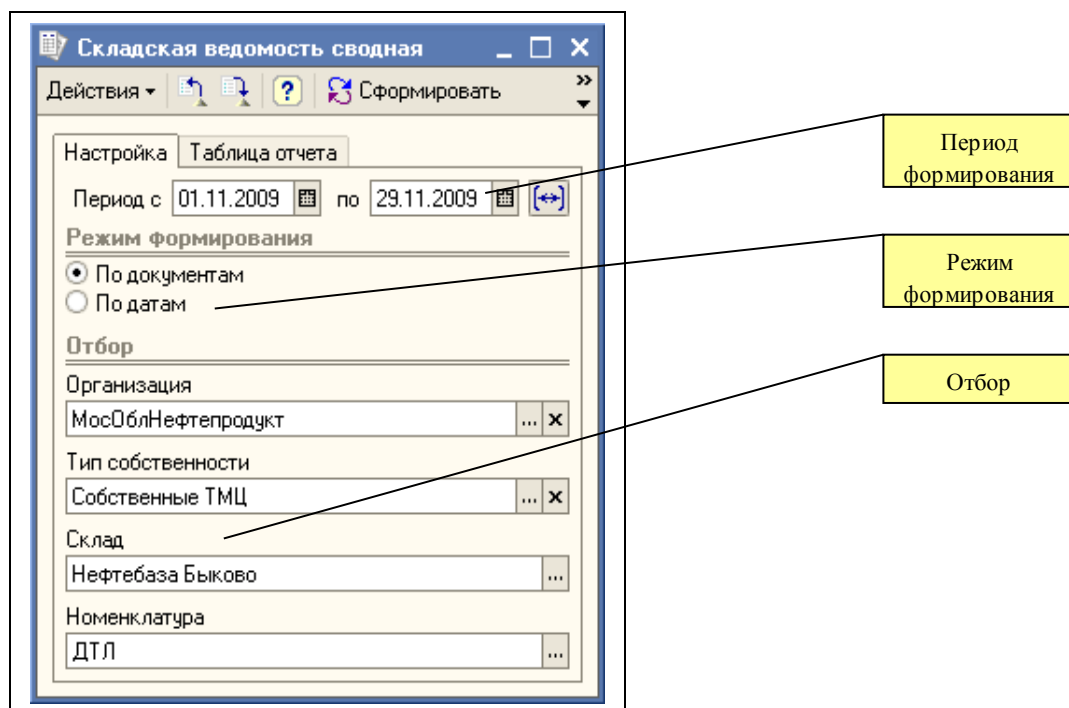 Складская ведомость сводная
Действия
Сформировать
Настройка
Таблица отчета
Период с 01.11.2009 по 29.11.2009
Режим формирования
По документам
По датам
Отбор
Организация
МосОблНефтепродукт
Тип собственности
Собственные ТМЦ
Склад
Нефтебаза Быково
Номенклатура
ДТЛ
Период
формирования
Режим
формирования
Отбор